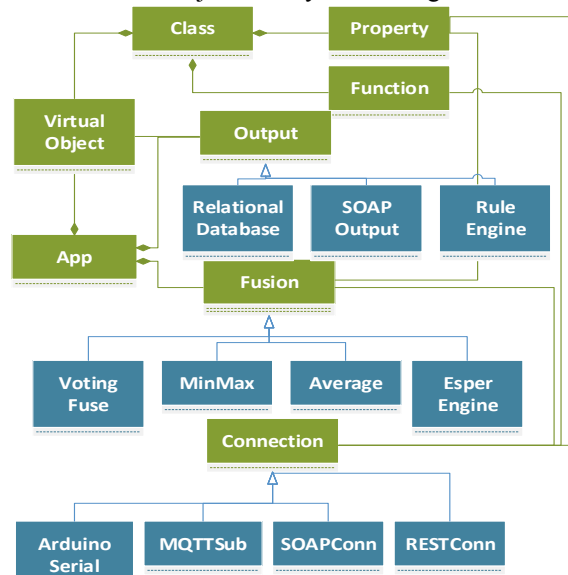 Class
Property
Function
Virtual
Object
Output
Relational
Database
SOAP
Output
Rule
Engine
App
Fusion
Voting
Fuse
MinMax
Average
Esper
Engine
Connection
Arduino
Serial
MQTTSub
SOAPConn
RESTConn